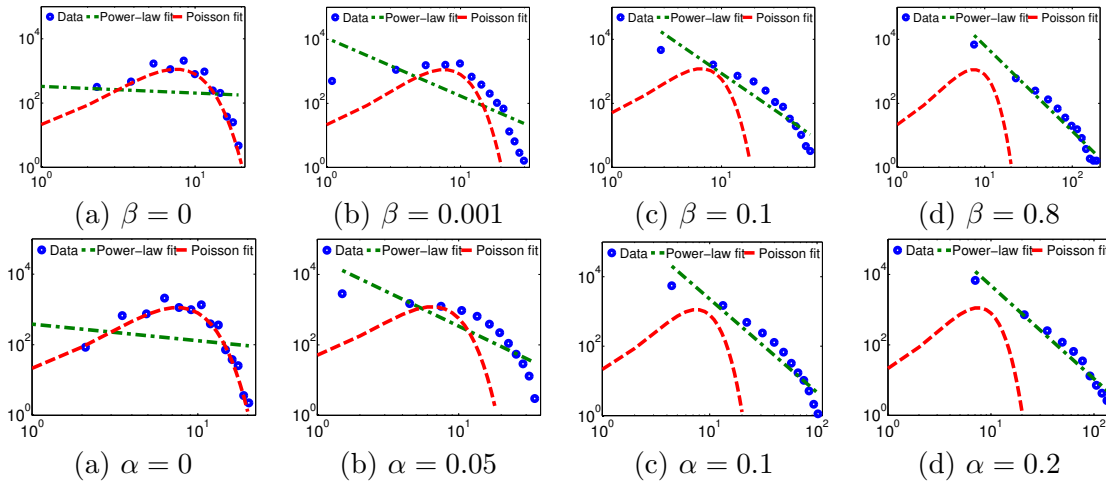 Data Power-law fit Poisson fit Data Power-law fit Poisson fit Data Power-law fit Poisson fit Data Power-law fit Poisson fit
10^4 10^4 10^4 10^4
10^2 10^2 10^2 10^2
10^0 10^0 10^0 10^0
10^0 10^1 10^0 10^1 10^0 10^1 10^0 10^1 10^2
(a) β = 0 (b) β = 0.001 (c) β = 0.1 (d) β = 0.8
Data Power-law fit Poisson fit Data Power-law fit Poisson fit Data Power-law fit Poisson fit Data Power-law fit Poisson fit
10^4 10^4 10^4 10^4
10^2 10^2 10^2 10^2
10^0 10^0 10^0 10^0
10^0 10^1 10^0 10^1 10^0 10^1 10^2 10^0 10^1 10^2
(a) α = 0 (b) α = 0.05 (c) α = 0.1 (d) α = 0.2